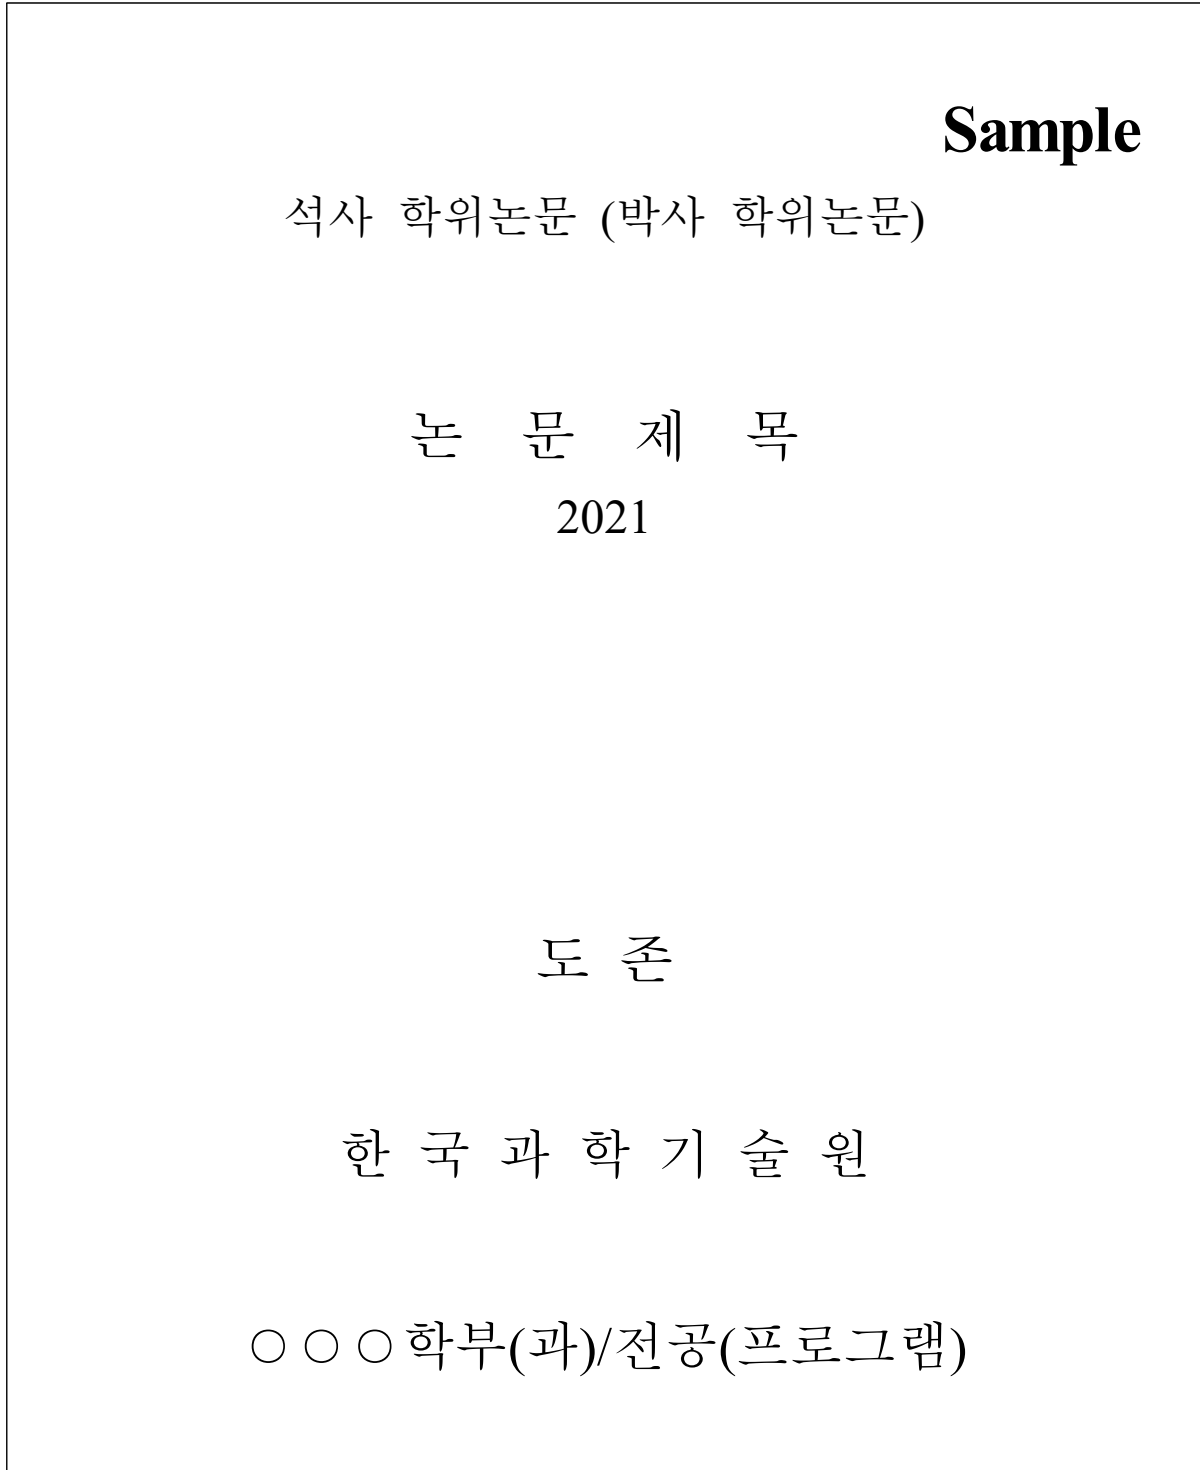 Sample
석사 학위논문 (박사 학위논문)
논 문 제 목
2021
도 존
한 국 과 학 기 술 원
○○○학부(과)/전공(프로그램)